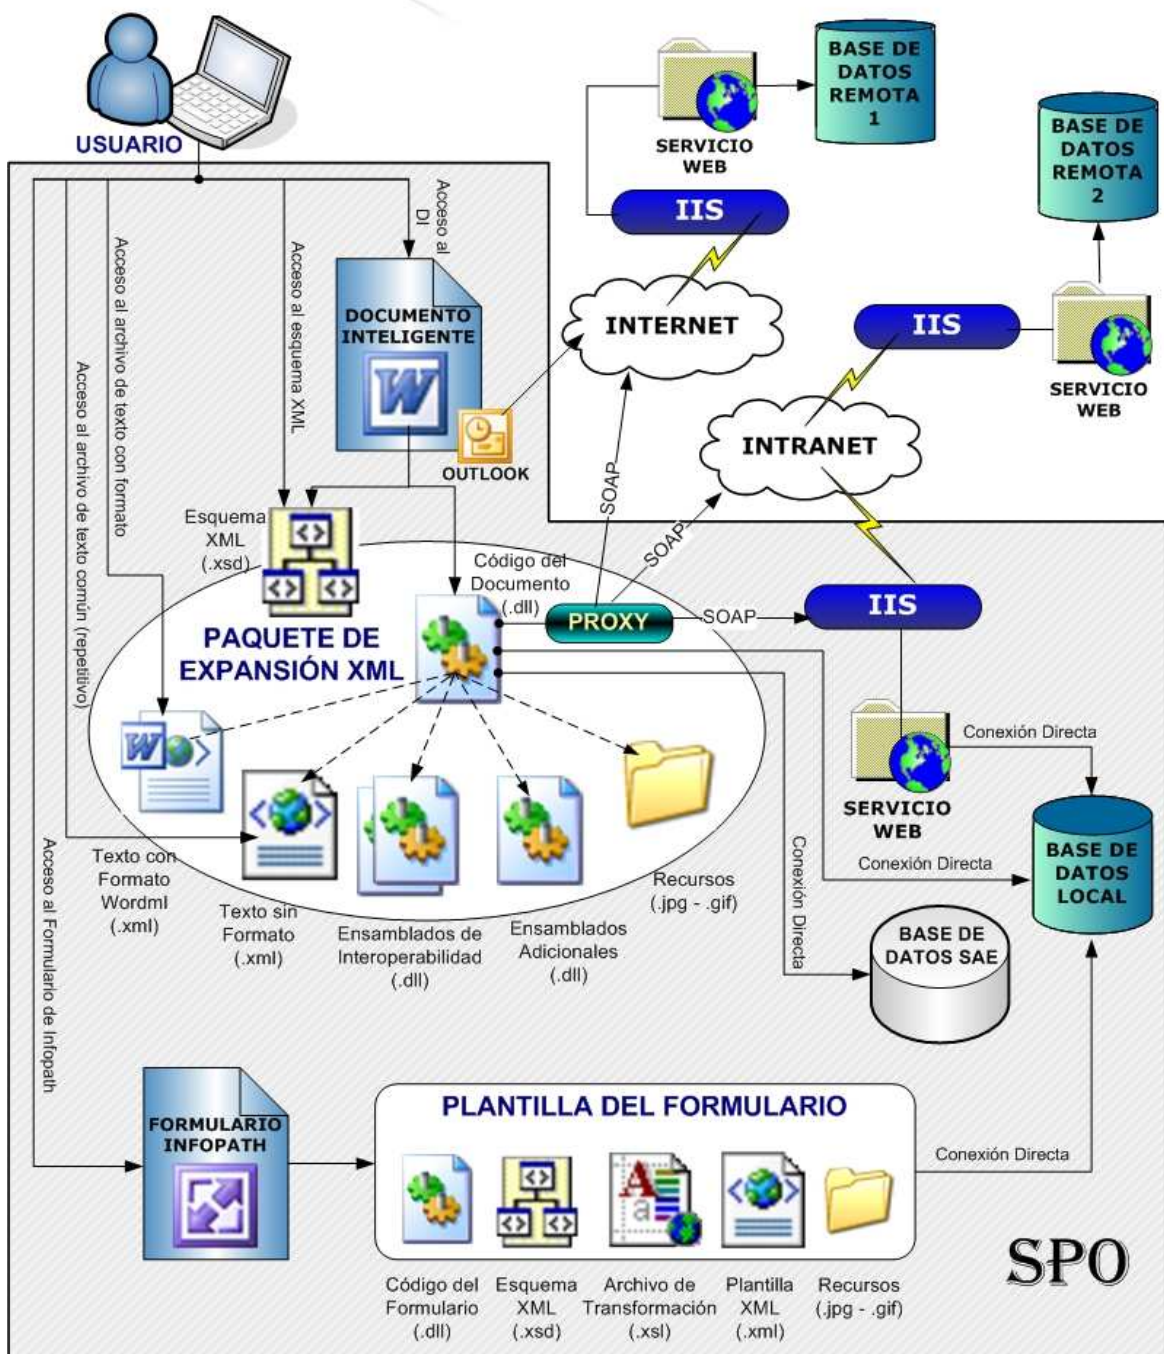 USUARIO
BASE DE
DATOS
REMOTA
1
SERVICIO
WEB
BASE DE
DATOS
REMOTA
2
IIS
INTERNET
IIS
SERVICIO
WEB
INTRANET
Acceso al
DI
Acceso al esquema XML
Acceso al archivo de texto con formato
Acceso al archivo de texto común (repetitivo)
Acceso al Formulario de Infopath
DOCUMENTO
INTELIGENTE
W
OUTLOOK
SOAP
SOAP
Esquema
XML
(.xsd)
Código del
Documento
(.dll)
PROXY
SOAP
IIS
PAQUETE DE
EXPANSIÓN XML
W
Texto con
Formato
Wordml
(.xml)
Texto sin
Formato
(.xml)
Ensamblados de
Interoperabilidad
(.dll)
Ensamblados
Adicionales
(.dll)
Recursos
(.jpg - .gif)
SERVICIO
WEB
Conexión Directa
Conexión Directa
Conexión Directa
BASE DE
DATOS
LOCAL
BASE DE
DATOS SAE
FORMULARIO
INFOPATH
PLANTILLA DEL FORMULARIO
A
a
Código del
Formulario
(.dll)
Esquema
XML
(.xsd)
Archivo de
Transformación
(.xsl)
Plantilla
XML
(.xml)
Recursos
(.jpg - .gif)
Conexión Directa
SPO